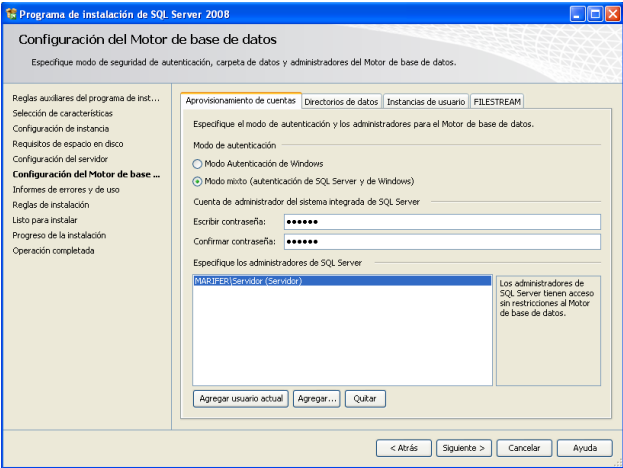 Programa de instalación de SQL Server 2008
Configuración del Motor de base de datos
Especifique modo de seguridad de autenticación, carpeta de datos y administradores del Motor de base de datos.
Reglas auxiliares del programa de inst...
Selección de características
Configuración de instancia
Requisitos de espacio en disco
Configuración del servidor
Configuración del Motor de base ...
Informes de errores y de uso
Reglas de instalación
Listo para instalar
Progreso de la instalación
Operación completada
Aprovisionamiento de cuentas Directorios de datos Instancias de usuario FILESTREAM
Especifique el modo de autenticación y los administradores para el Motor de base de datos.
Modo de autenticación
Modo Autenticación de Windows
Modo mixto (autenticación de SQL Server y de Windows)
Cuenta de administrador del sistema integrada de SQL Server
Escribir contraseña: ●●●●●●
Confirmar contraseña: ●●●●●●
Especifique los administradores de SQL Server
MARIFER\Servidor (Servidor)
Los administradores de
SQL Server tienen acceso
sin restricciones al Motor
de base de datos.
Agregar usuario actual Agregar... Quitar
< Atrás Siguiente > Cancelar Ayuda